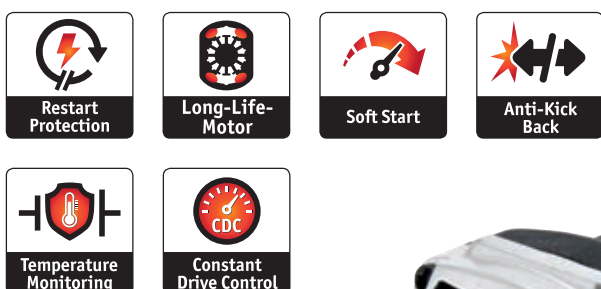 Restart
Protection
Long-Life-
Motor
Soft Start
Anti-Kick
Back
Temperature
Monitoring
CDC
Constant
Drive Control